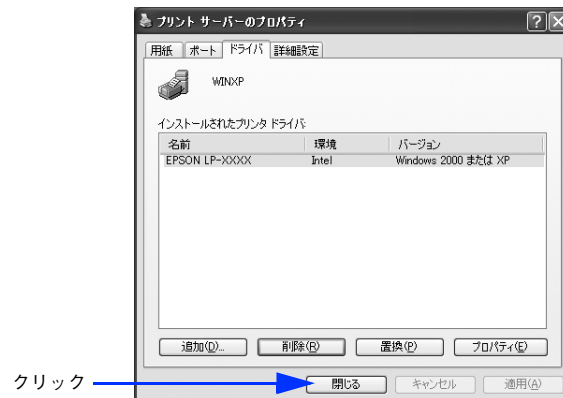 プリント サーバーのプロパティ
用紙 ポート ドライバ 詳細設定
WINXP
インストールされたプリンタ ドライバ:
名前 環境 バージョン
EPSON LP-XXXX Intel Windows 2000 または XP
追加(D)... 削除(R) 置換(P) プロパティ(E)
クリック 閉じる キャンセル 適用(A)